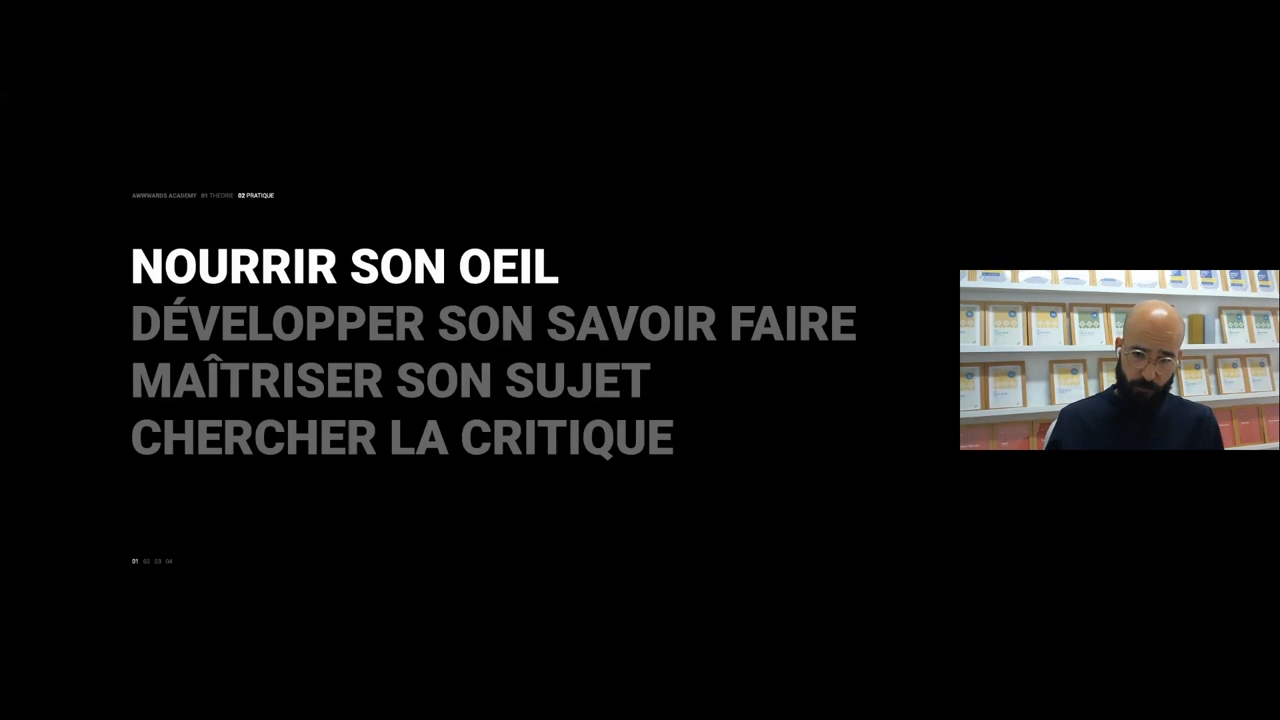 AWWWARDS ACADEMY 01 THEORIE 02 PRATIQUE
NOURRIR SON OEIL
DÉVELOPPER SON SAVOIR FAIRE
MAÎTRISER SON SUJET
CHERCHER LA CRITIQUE
01 02 03 04